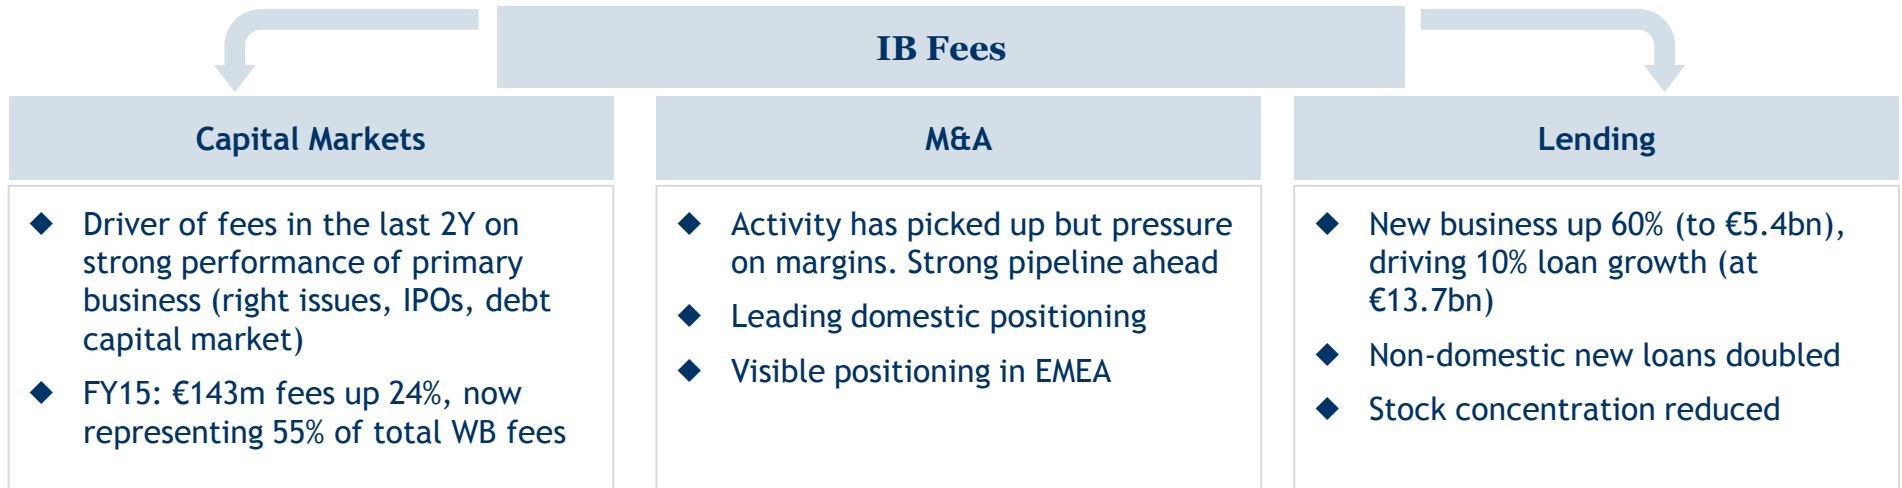 IB Fees
Capital Markets
◆ Driver of fees in the last 2Y on
strong performance of primary
business (right issues, IPOs, debt
capital market)
◆ FY15: €143m fees up 24%, now
representing 55% of total WB fees
M&A
◆ Activity has picked up but pressure
on margins. Strong pipeline ahead
◆ Leading domestic positioning
◆ Visible positioning in EMEA
Lending
◆ New business up 60% (to €5.4bn),
driving 10% loan growth (at
€13.7bn)
◆ Non-domestic new loans doubled
◆ Stock concentration reduced